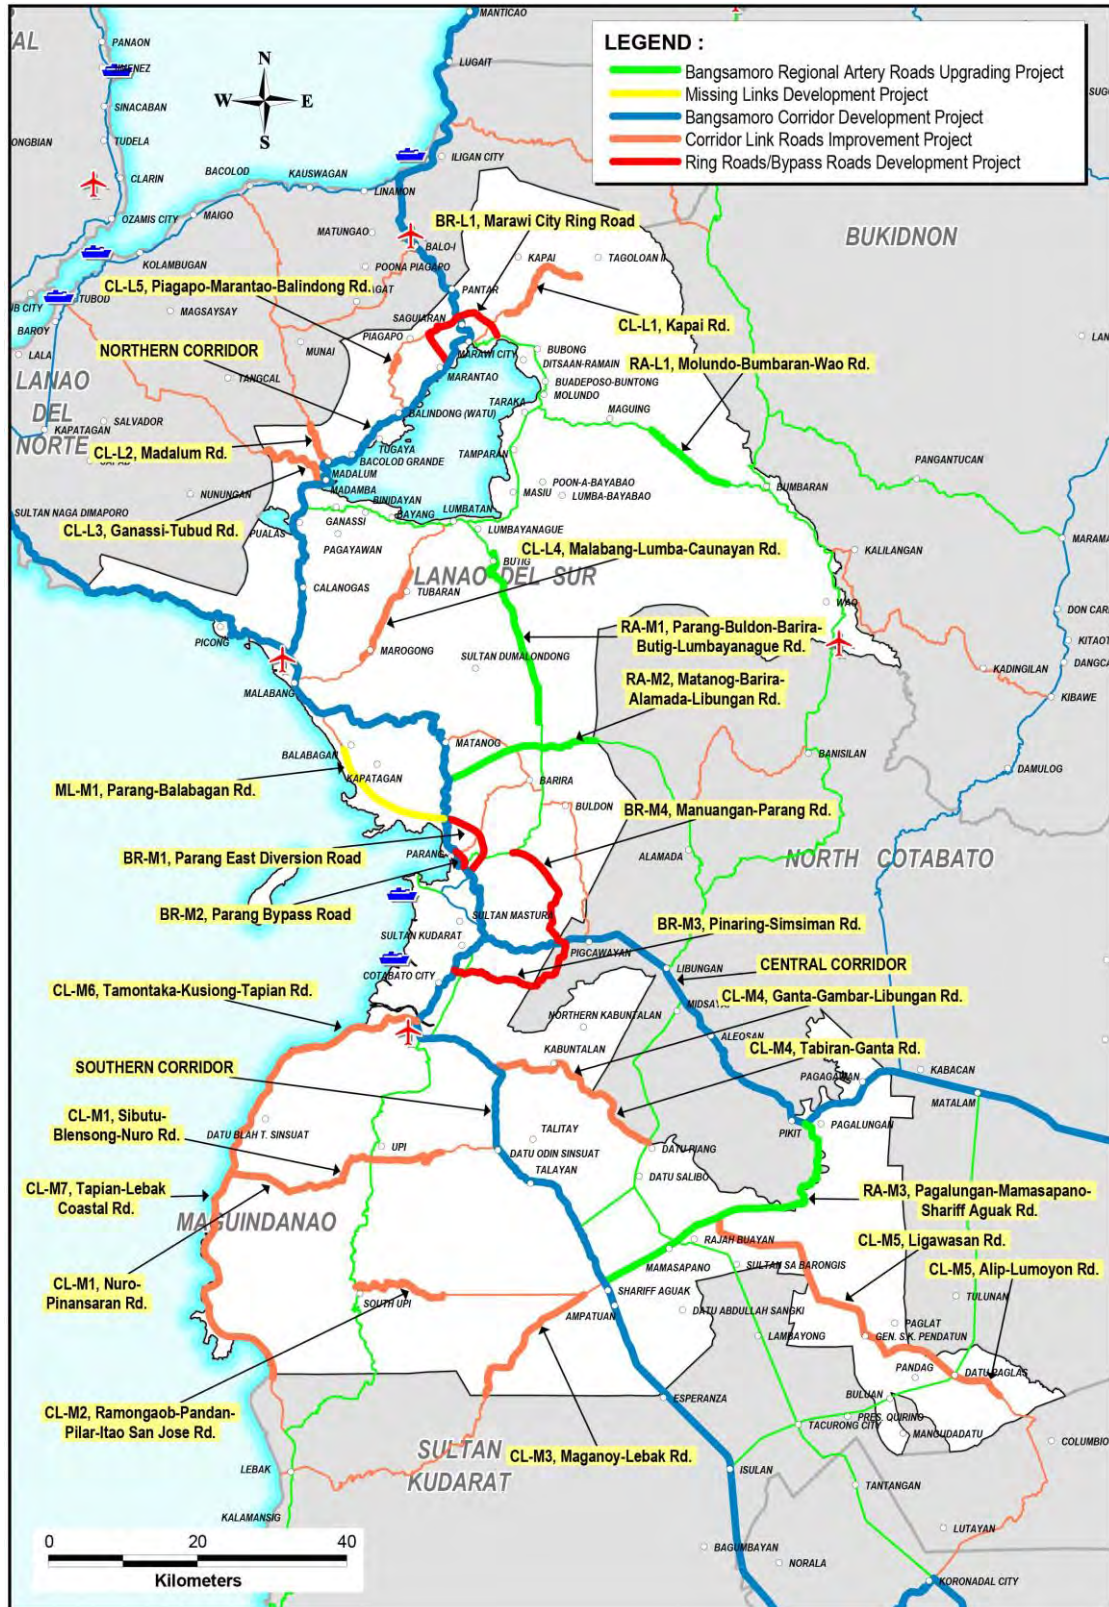 MANTICAO
PANAON
JIMENEZ
LUGAIT
LEGEND :
Bangsamoro Regional Artery Roads Upgrading Project
Missing Links Development Project
Bangsamoro Corridor Development Project
Corridor Link Roads Improvement Project
Ring Roads/Bypass Roads Development Project
N
W E
S
SINACABAN
TUDELA
CLARIN
ILIGAN CITY
BACOLOD
KAUSWAGAN
LINAMON
OZAMIS CITY
MAIGO
BR-L1, Marawi City Ring Road
MATUNGAO
BALO-I
BUKIDNON
KOLAMBUGAN
POONA PIAGAPO
KAPAI
TAGOLOAN II
CL-L5, Piagapo-Marantao-Balindong Rd.
PANTAR
TUBOD
MAGSAYSAY
SAGUIARAN
CL-L1, Kapai Rd.
BAROY
PIAGAPO
LALA
MUNAI
MARAWI CITY
BUBONG
NORTHERN CORRIDOR
DITSAAN-RAMAIN
RA-L1, Molundo-Bumbaran-Wao Rd.
MARANTAO
LANAO
DEL
NORTE
TANGCAL
BUADEPOSO-BUNTONG
MOLUNDO
TARAKA
MAGUING
BALINDONG (WATU)
SALVADOR
KAPATAGAN
TUGAYA
CL-L2, Madalum Rd.
BACOLOD GRANDE
TAMPARAN
PANGANTUCAN
MADALUM
POON-A-BAYABAO
BUMBARAN
NUNUNGAN
MADAMBA
MASIU
LUMBA-BAYABAO
BINIDAYAN
SULTAN NAGA DIMAPORO
GANASSI
BAYANG
LUMBATAN
CL-L3, Ganassi-Tubud Rd.
PUALAS
LUMBAYANAGUE
PAGAYAWAN
CL-L4, Malabang-Lumba-Caunayan Rd.
KALILANGAN
BUTIG
LANAO DEL SUR
CALANOGAS
TUBARAN
WAO
RA-M1, Parang-Buldon-Barira-
Butig-Lumbayanague Rd.
PICONG
MAROGONG
SULTAN DUMALONDONG
KADINGILAN
RA-M2, Matanog-Barira-
Alamada-Libungan Rd.
MALABANG
KIBAWE
MATANOG
BALABAGAN
BANISILAN
KAPATAGAN
BARIRA
DAMULOG
ML-M1, Parang-Balabagan Rd.
BULDON
BR-M4, Manuangan-Parang Rd.
BR-M1, Parang East Diversion Road
PARANG
ALAMADA
NORTH COTABATO
BR-M2, Parang Bypass Road
SULTAN MASTURA
BR-M3, Pinaring-Simsiman Rd.
SULTAN KUDARAT
PIGCAWAYAN
CENTRAL CORRIDOR
COTABATO CITY
LIBUNGAN
CL-M6, Tamontaka-Kusiong-Tapian Rd.
CL-M4, Ganta-Gambar-Libungan Rd.
NORTHERN KABUNTALAN
ALEOSAN
CL-M4, Tabiran-Ganta Rd.
KABUNTALAN
SOUTHERN CORRIDOR
KABACAN
MATALAM
CL-M1, Sibutu-
Blensong-Nuro Rd.
DATU BLAH T. SINSUAT
PIKIT
PAGALUNGAN
TALITAY
UPI
DATU ODIN SINSUAT
DATU PIANG
CL-M7, Tapian-Lebak
Coastal Rd.
TALAYAN
DATU SALIBO
RA-M3, Pagalungan-Mamasapano-
Shariff Aguak Rd.
MAGUINDANAO
RAJAH BUAYAN
CL-M5, Ligawasan Rd.
MAMASAPANO
SULTAN SA BARONGIS
CL-M5, Alip-Lumoyon Rd.
CL-M1, Nuro-
Pinansaran Rd.
SHARIFF AGUAK
TULUNAN
SOUTH UPI
AMPATUAN
DATU ABDULLAH SANGKI
PAGLAT
LAMBAYONG
GEN. S.K. PENDATUN
PANDAG
DATU PAGLAS
ESPERANZA
BULUAN
CL-M2, Ramongaob-Pandan-
Pilar-Itao San Jose Rd.
PRES. QUIRINO
TACURONG CITY
MANGUDADATU
SULTAN
KUDARAT
CL-M3, Maganoy-Lebak Rd.
LEBAK
ISULAN
TANTANGAN
KALAMANSIG
LUTAYAN
BAGUMBAYAN
NORALA
KORONADAL CITY
0 20 40
Kilometers